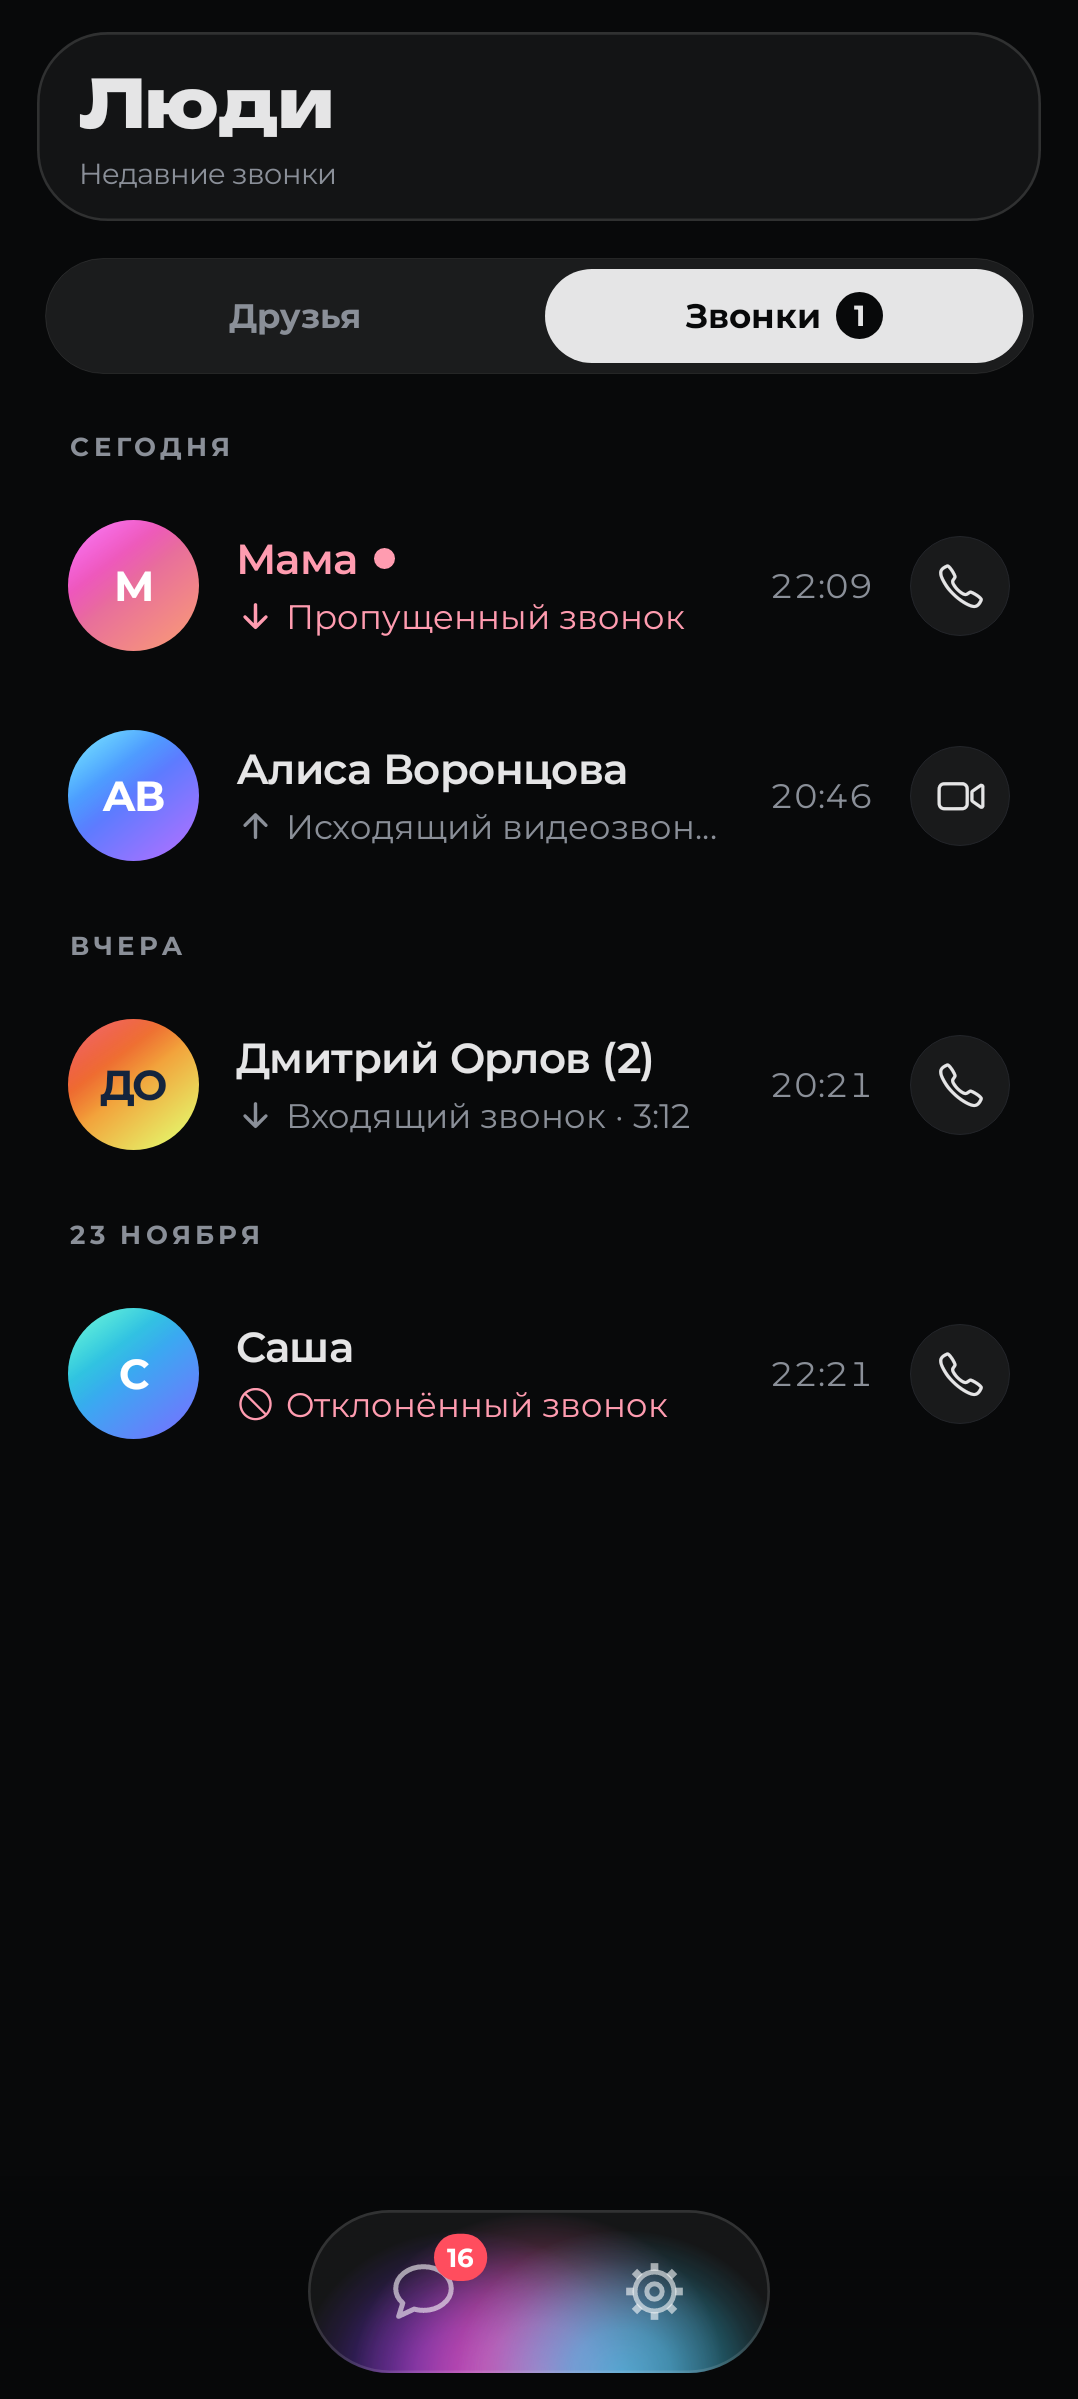 Люди
Недавние звонки
Друзья
Звонки 1
СЕГОДНЯ
М
Мама
Пропущенный звонок
22:09
АВ
Алиса Воронцова
Исходящий видеозвон...
20:46
ВЧЕРА
ДО
Дмитрий Орлов (2)
Входящий звонок · 3:12
20:21
23 НОЯБРЯ
С
Саша
Отклонённый звонок
22:21
16